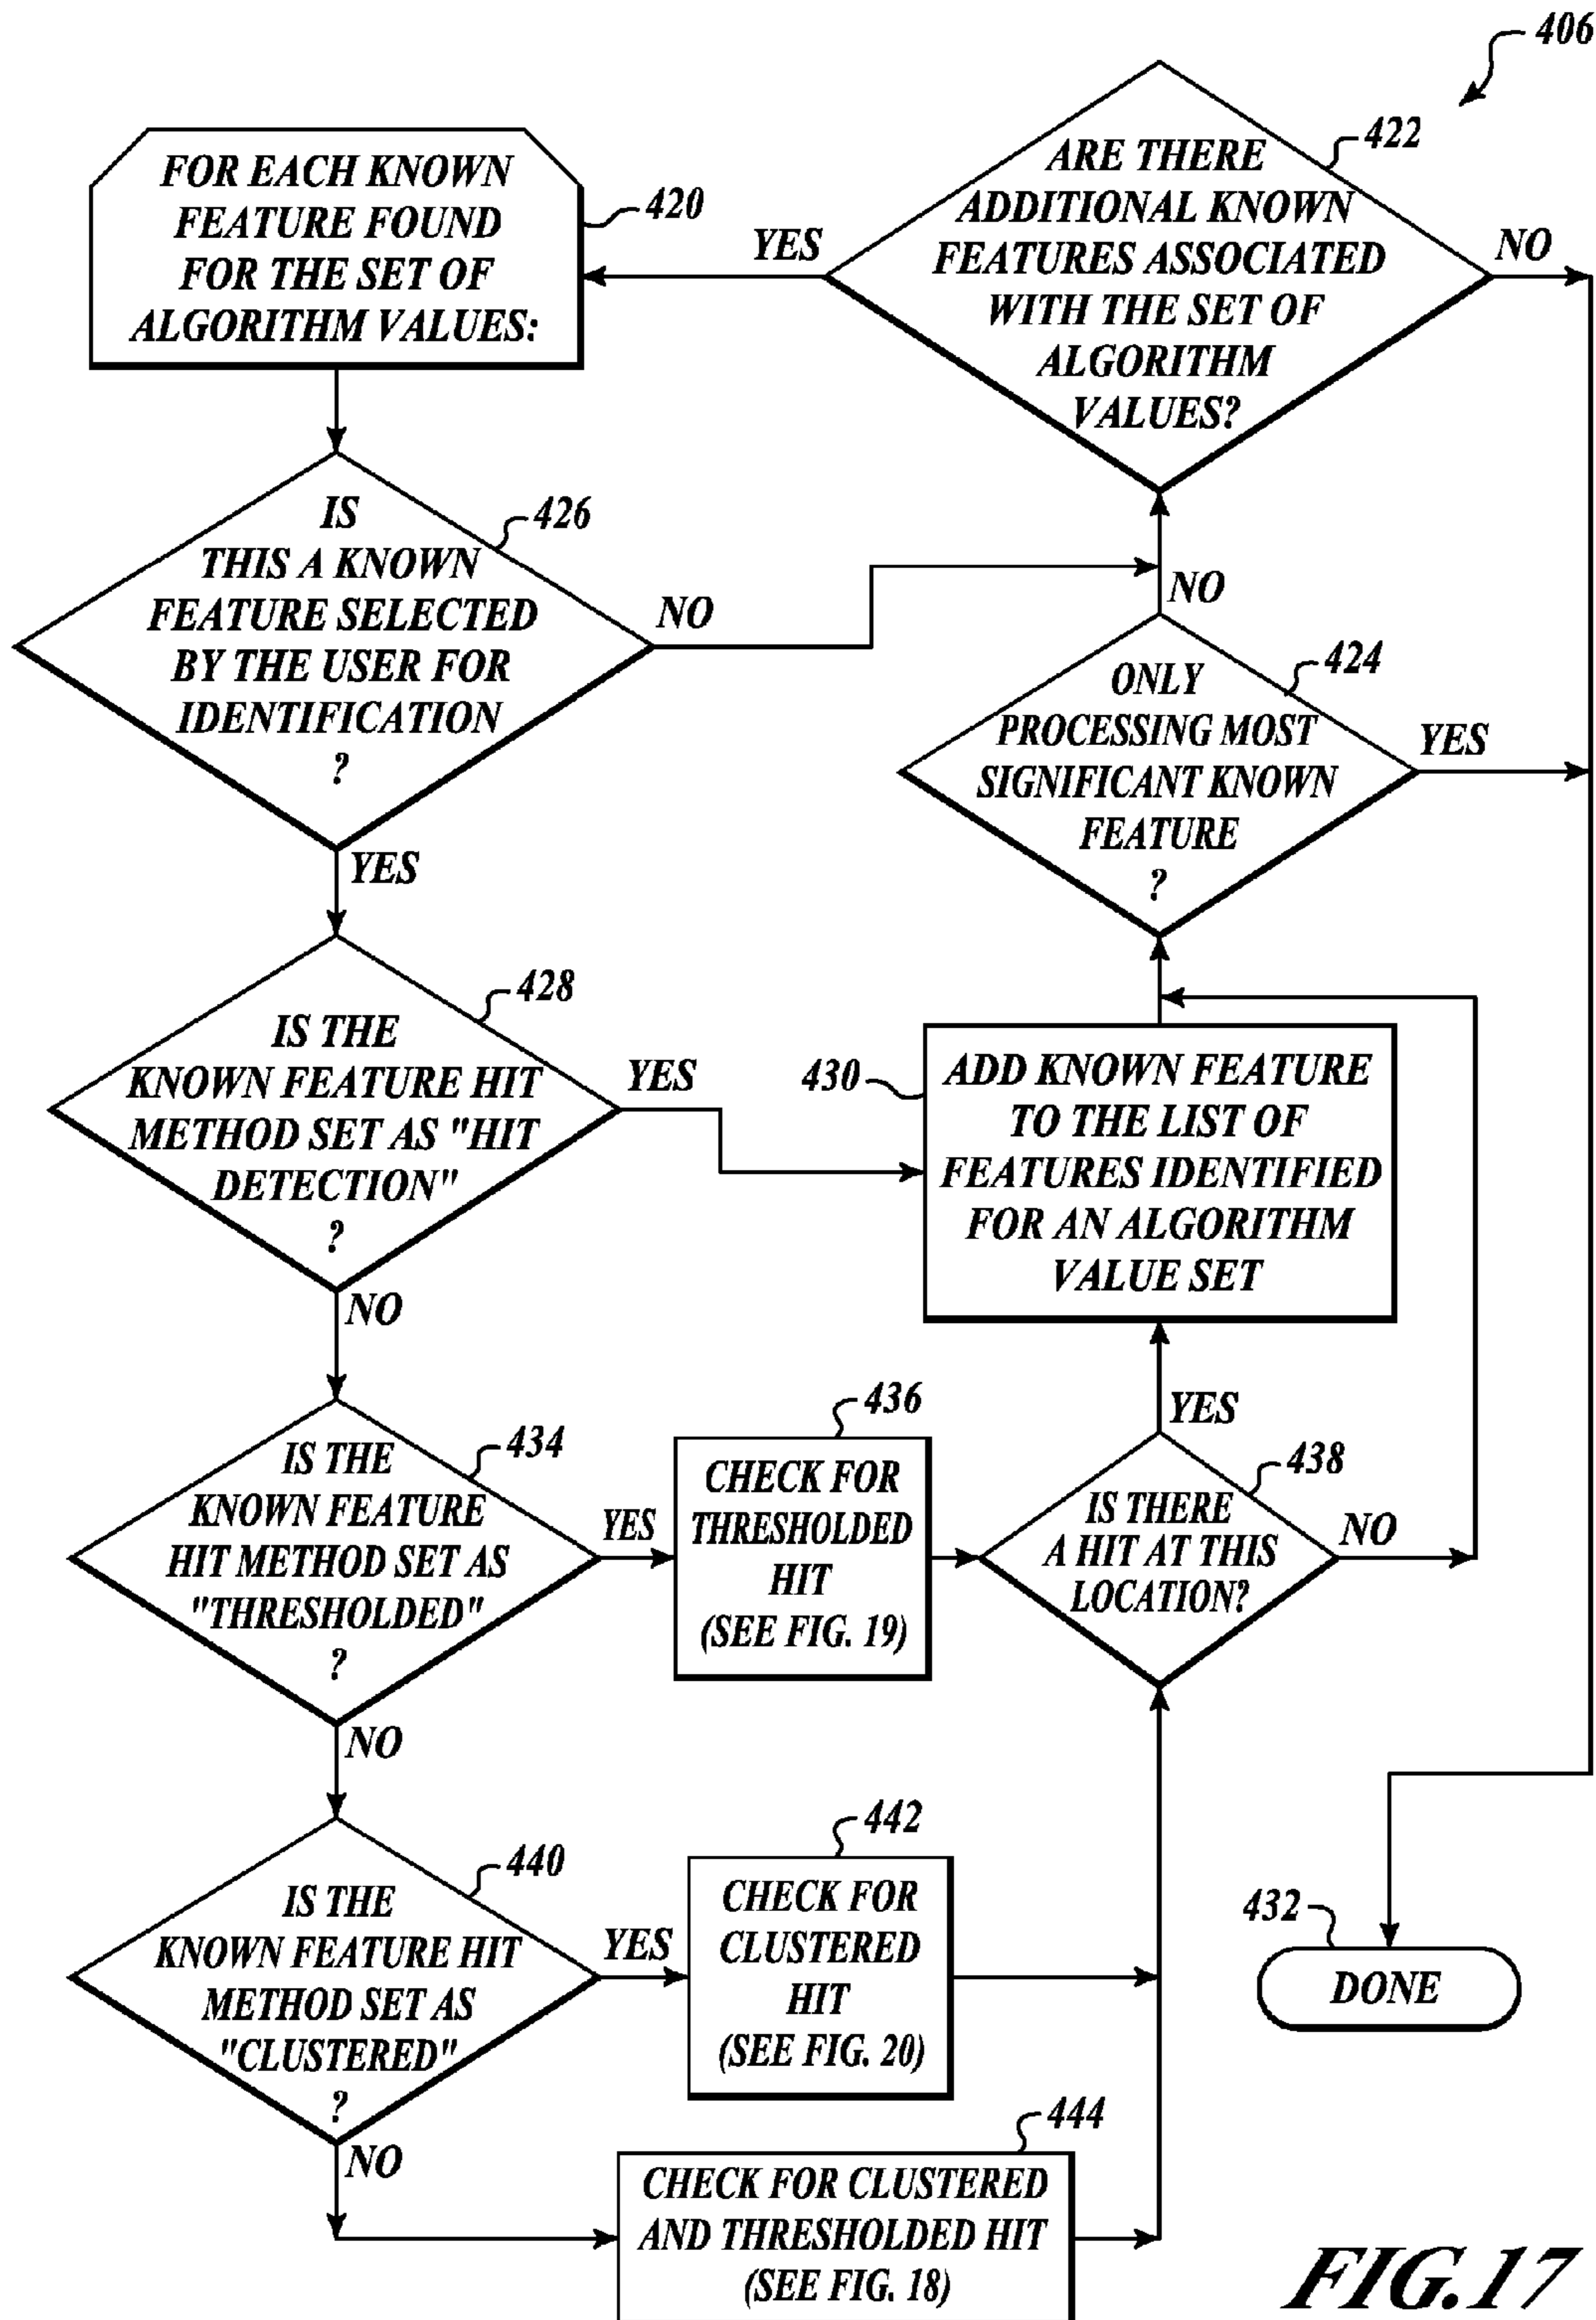 406
FOR EACH KNOWN
FEATURE FOUND
FOR THE SET OF
ALGORITHM VALUES:
420
YES
ARE THERE
ADDITIONAL KNOWN
FEATURES ASSOCIATED
WITH THE SET OF
ALGORITHM
VALUES?
422
NO
IS
THIS A KNOWN
FEATURE SELECTED
BY THE USER FOR
IDENTIFICATION
?
426
NO
YES
NO
ONLY
PROCESSING MOST
SIGNIFICANT KNOWN
FEATURE
?
424
YES
IS THE
KNOWN FEATURE HIT
METHOD SET AS "HIT
DETECTION"
?
428
YES
NO
430
ADD KNOWN FEATURE
TO THE LIST OF
FEATURES IDENTIFIED
FOR AN ALGORITHM
VALUE SET
IS THE
KNOWN FEATURE
HIT METHOD SET AS
"THRESHOLDED"
?
434
YES
NO
436
CHECK FOR
THRESHOLDED
HIT
(SEE FIG. 19)
YES
438
IS THERE
A HIT AT THIS
LOCATION?
NO
IS THE
KNOWN FEATURE HIT
METHOD SET AS
"CLUSTERED"
?
440
YES
NO
442
CHECK FOR
CLUSTERED
HIT
(SEE FIG. 20)
432
DONE
444
CHECK FOR CLUSTERED
AND THRESHOLDED HIT
(SEE FIG. 18)
FIG.17